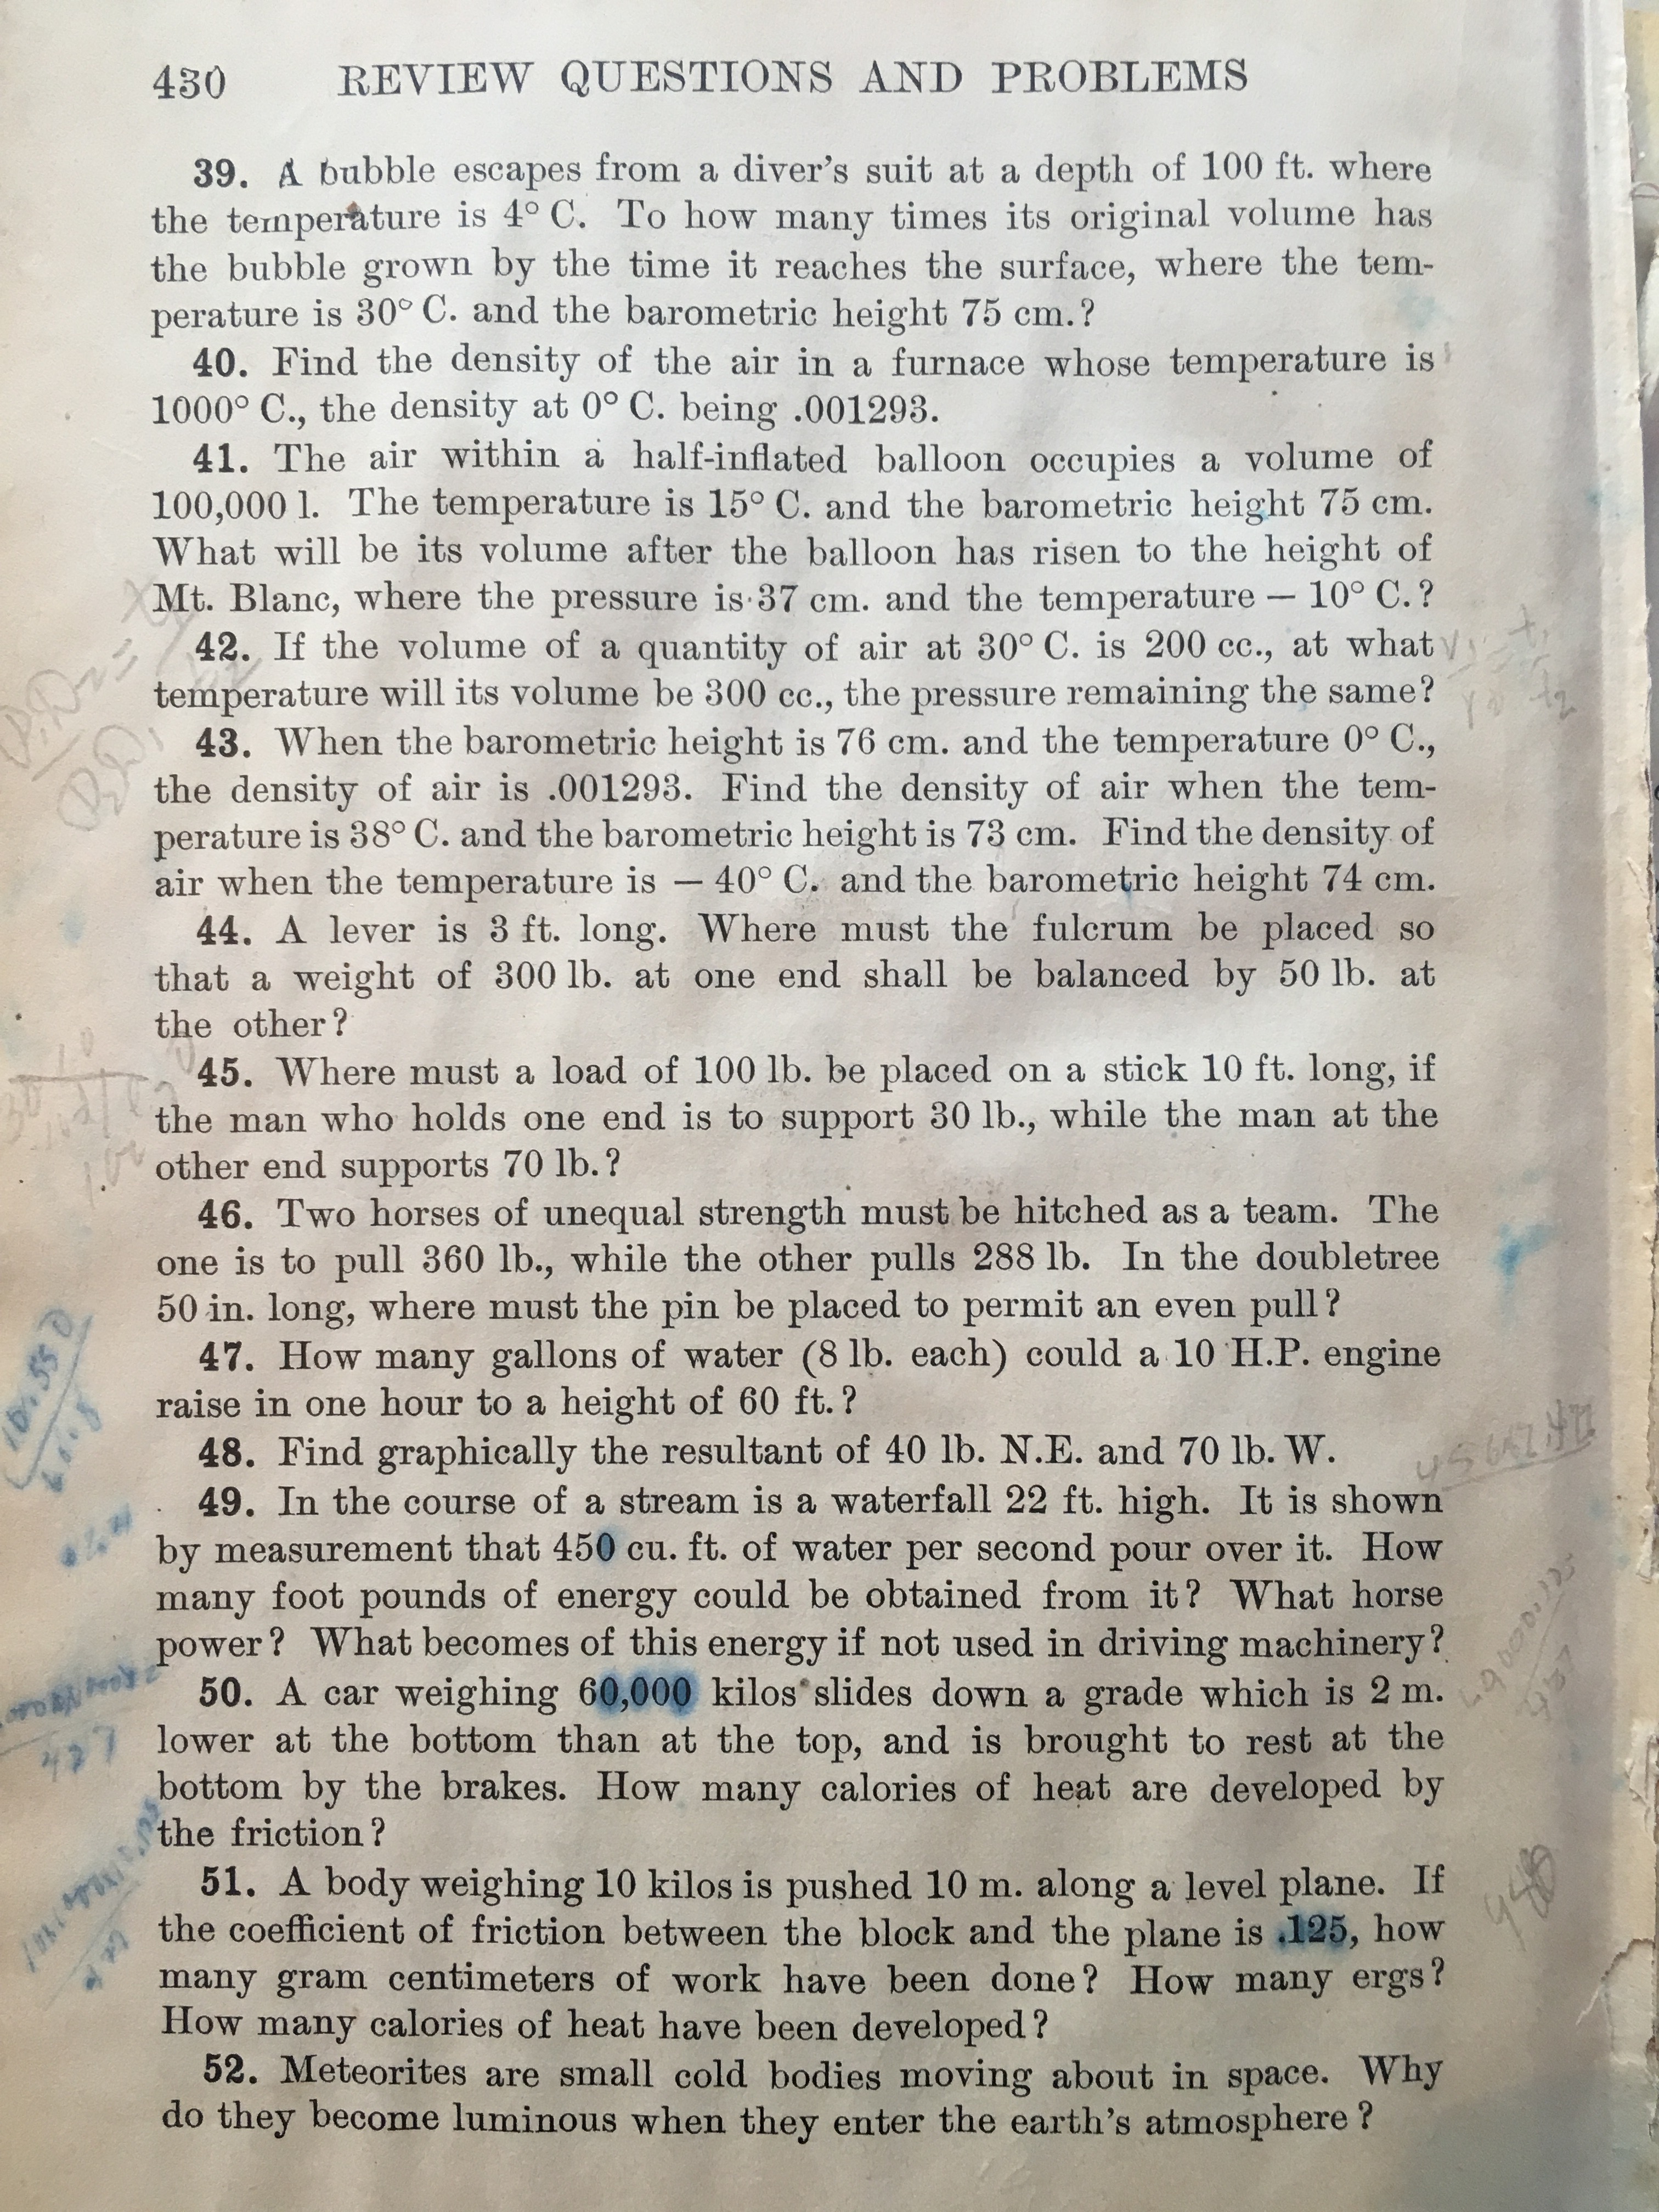 430 REVIEW QUESTIONS AND PROBLEMS
39. A bubble escapes from a diver's suit at a depth of 100 ft. where
the temperature is 4° C. To how many times its original volume has
the bubble grown by the time it reaches the surface, where the tem-
perature is 30° C. and the barometric height 75 cm.?
40. Find the density of the air in a furnace whose temperature is
1000° C., the density at 0° C. being .001293.
41. The air within a half-inflated balloon occupies a volume of
100,000 l. The temperature is 15° C. and the barometric height 75 cm.
What will be its volume after the balloon has risen to the height of
Mt. Blanc, where the pressure is 37 cm. and the temperature — 10° C.?
42. If the volume of a quantity of air at 30° C. is 200 cc., at what
temperature will its volume be 300 cc., the pressure remaining the same?
43. When the barometric height is 76 cm. and the temperature 0° C.,
the density of air is .001293. Find the density of air when the tem-
perature is 38° C. and the barometric height is 73 cm. Find the density of
air when the temperature is — 40° C. and the barometric height 74 cm.
44. A lever is 3 ft. long. Where must the fulcrum be placed so
that a weight of 300 lb. at one end shall be balanced by 50 lb. at
the other?
45. Where must a load of 100 lb. be placed on a stick 10 ft. long, if
the man who holds one end is to support 30 lb., while the man at the
other end supports 70 lb.?
46. Two horses of unequal strength must be hitched as a team. The
one is to pull 360 lb., while the other pulls 288 lb. In the doubletree
50 in. long, where must the pin be placed to permit an even pull?
47. How many gallons of water (8 lb. each) could a 10 H.P. engine
raise in one hour to a height of 60 ft.?
48. Find graphically the resultant of 40 lb. N.E. and 70 lb. W.
49. In the course of a stream is a waterfall 22 ft. high. It is shown
by measurement that 450 cu. ft. of water per second pour over it. How
many foot pounds of energy could be obtained from it? What horse
power? What becomes of this energy if not used in driving machinery?
50. A car weighing 60,000 kilos slides down a grade which is 2 m.
lower at the bottom than at the top, and is brought to rest at the
bottom by the brakes. How many calories of heat are developed by
the friction?
427
51. A body weighing 10 kilos is pushed 10 m. along a level plane. If
the coefficient of friction between the block and the plane is .125, how
many gram centimeters of work have been done? How many ergs?
How many calories of heat have been developed?
52. Meteorites are small cold bodies moving about in space. Why
do they become luminous when they enter the earth's atmosphere?